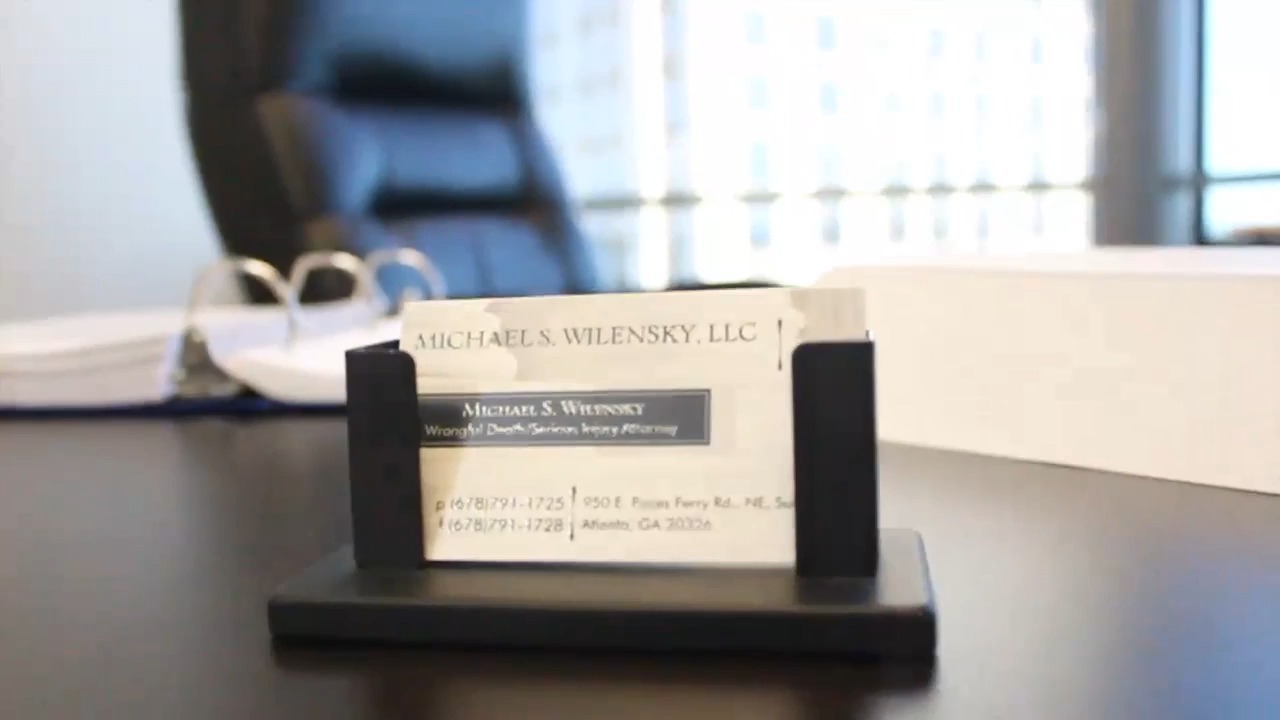 MICHAEL S. WILENSKY, LLC
MICHAEL S. WILENSKY
Wrongful Death/Serious Injury Attorney
p (678)791-1725
f (678)791-1728
950 E. Paces Ferry Rd., NE, Su
Atlanta, GA 30326